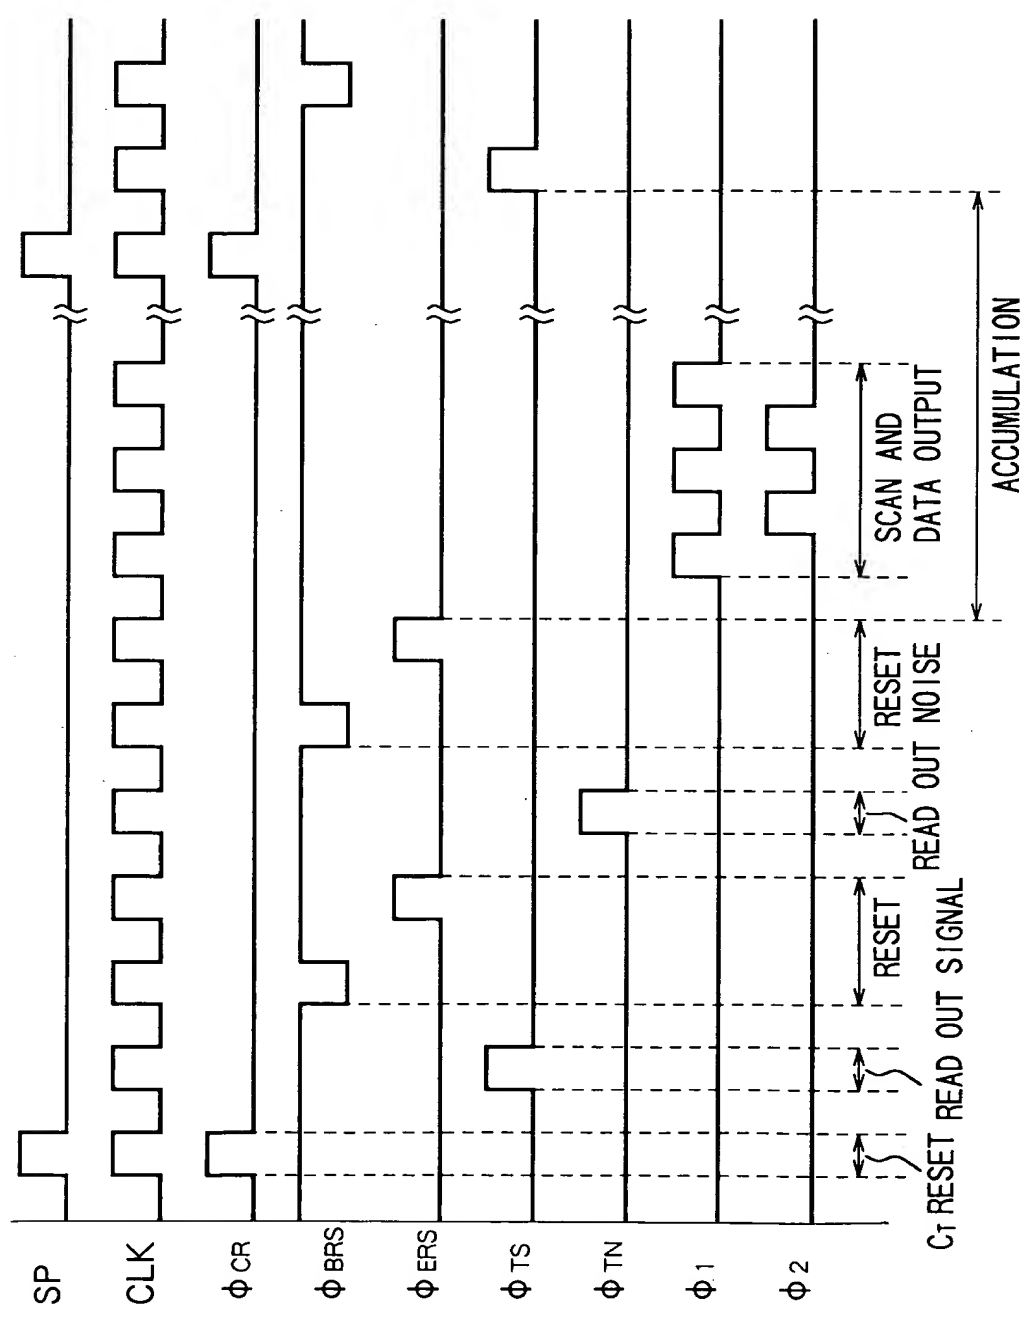 SP
CLK
ϕCR
ϕBRS
ϕERS
ϕTS
ϕTN
ϕ1
ϕ2
CT RESET
READ OUT SIGNAL
RESET
READ OUT NOISE
RESET
SCAN AND
DATA OUTPUT
ACCUMULATION